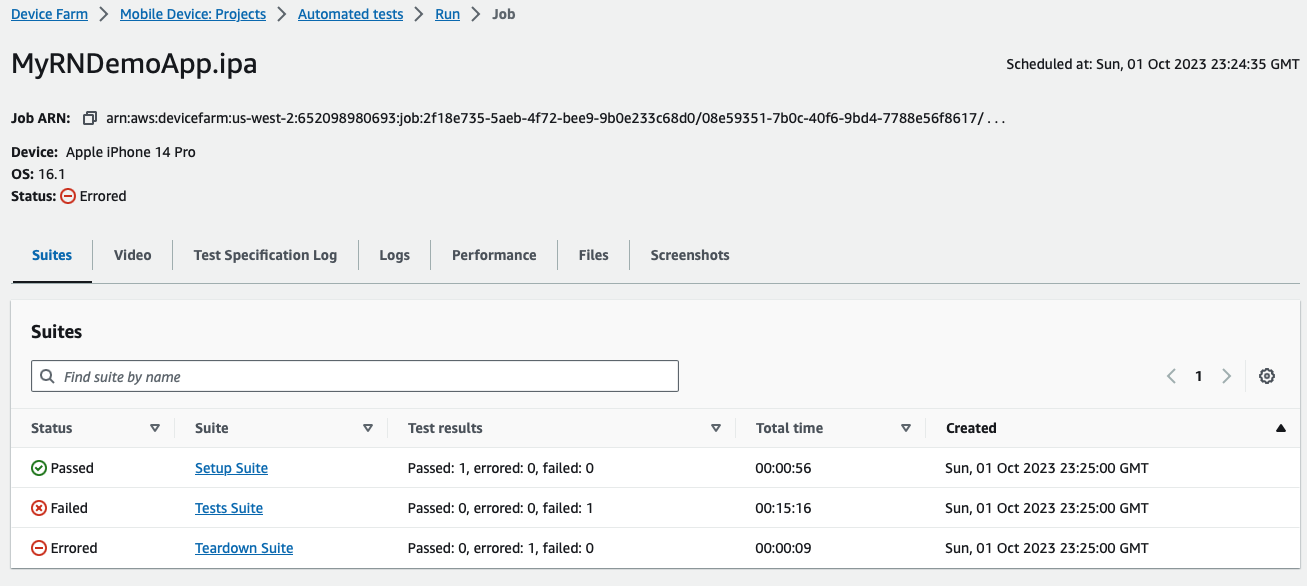 Device Farm > Mobile Device: Projects > Automated tests > Run > Job
MyRNDemoApp.ipa
Scheduled at: Sun, 01 Oct 2023 23:24:35 GMT
Job ARN: arn:aws:devicefarm:us-west-2:652098980693:job:2f18e735-5aeb-4f72-bee9-9b0e233c68d0/08e59351-7b0c-40f6-9bd4-7788e56f8617/ . . .
Device: Apple iPhone 14 Pro
OS: 16.1
Status: Errored
Suites Video Test Specification Log Logs Performance Files Screenshots
Suites
Find suite by name
1
Status Suite Test results Total time Created
Passed Setup Suite Passed: 1, errored: 0, failed: 0 00:00:56 Sun, 01 Oct 2023 23:25:00 GMT
Failed Tests Suite Passed: 0, errored: 0, failed: 1 00:15:16 Sun, 01 Oct 2023 23:25:00 GMT
Errored Teardown Suite Passed: 0, errored: 1, failed: 0 00:00:09 Sun, 01 Oct 2023 23:25:00 GMT